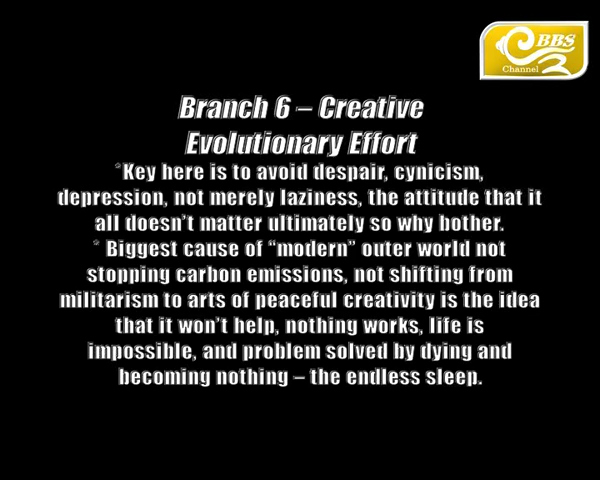 BBS
Channel 2
Branch 6 – Creative
Evolutionary Effort
*Key here is to avoid despair, cynicism,
depression, not merely laziness, the attitude that it
all doesn't matter ultimately so why bother.
* Biggest cause of “modern” outer world not
stopping carbon emissions, not shifting from
militarism to arts of peaceful creativity is the idea
that it won't help, nothing works, life is
impossible, and problem solved by dying and
becoming nothing – the endless sleep.